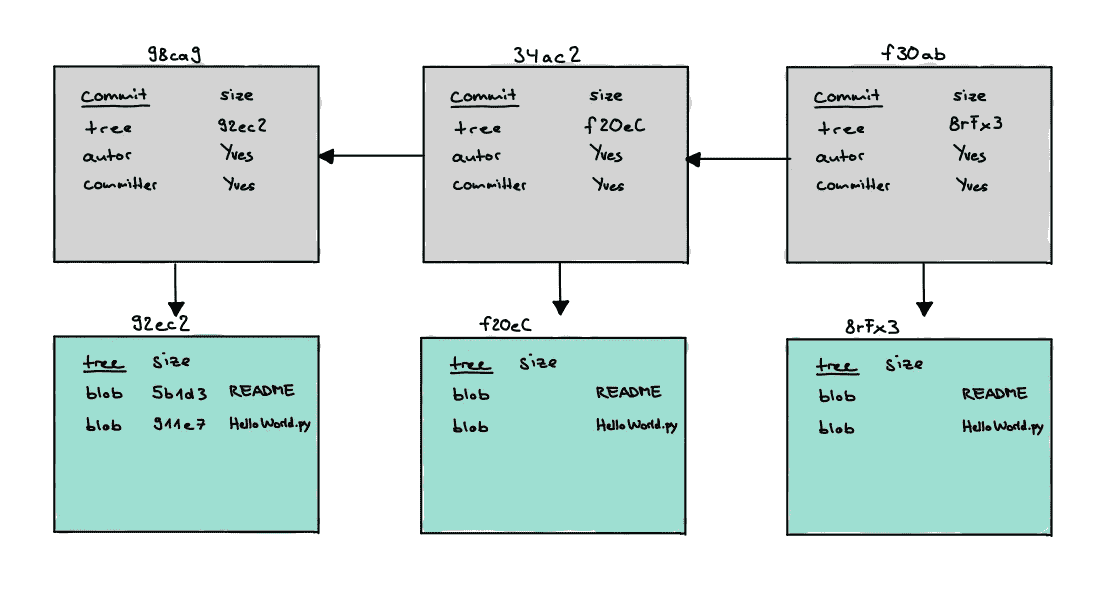 98ca9
commit size
tree 92ec2
autor Yves
committer Yves
34ac2
commit size
tree f20eC
autor Yves
committer Yves
f30ab
commit size
tree 8rFx3
autor Yves
committer Yves
92ec2
tree size
blob 5b1d3 README
blob 911e7 HelloWorld.py
f20eC
tree size
blob README
blob HelloWorld.py
8rFx3
tree size
blob README
blob HelloWorld.py